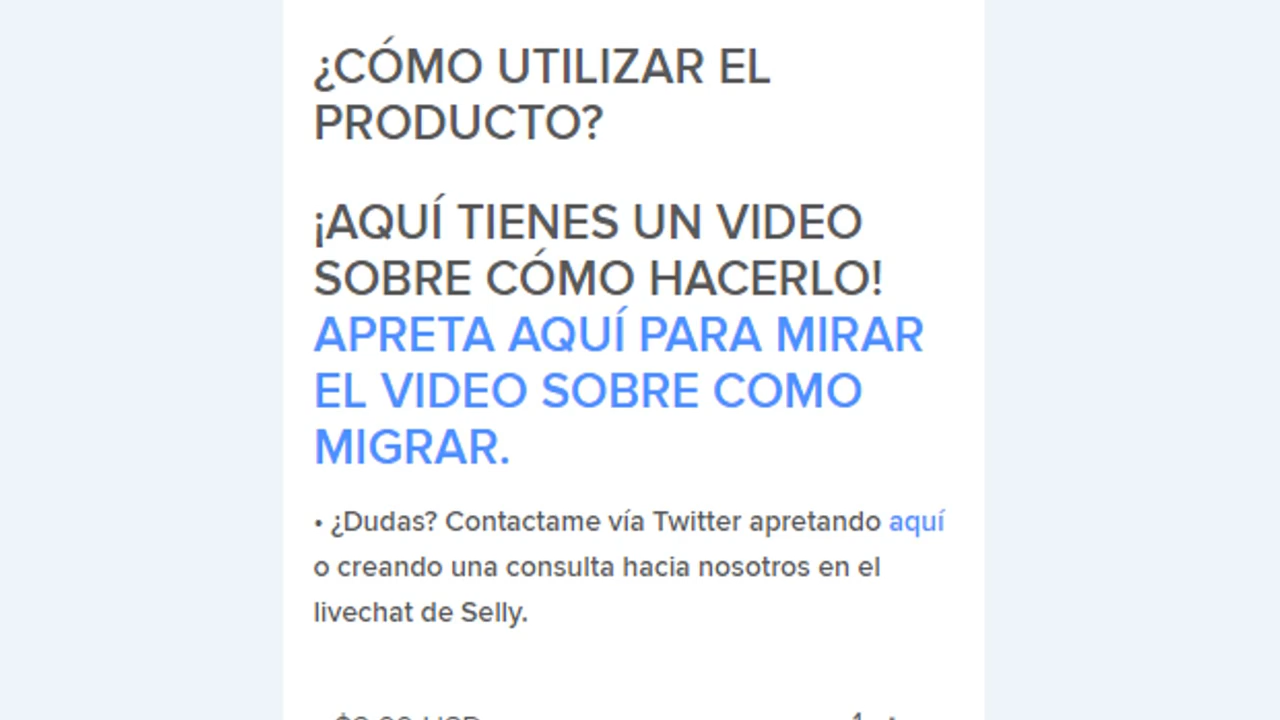 ¿CÓMO UTILIZAR EL
PRODUCTO?
¡AQUÍ TIENES UN VIDEO
SOBRE CÓMO HACERLO!
APRETA AQUÍ PARA MIRAR
EL VIDEO SOBRE COMO
MIGRAR.
• ¿Dudas? Contactame vía Twitter apretando aquí
o creando una consulta hacia nosotros en el
livechat de Selly.